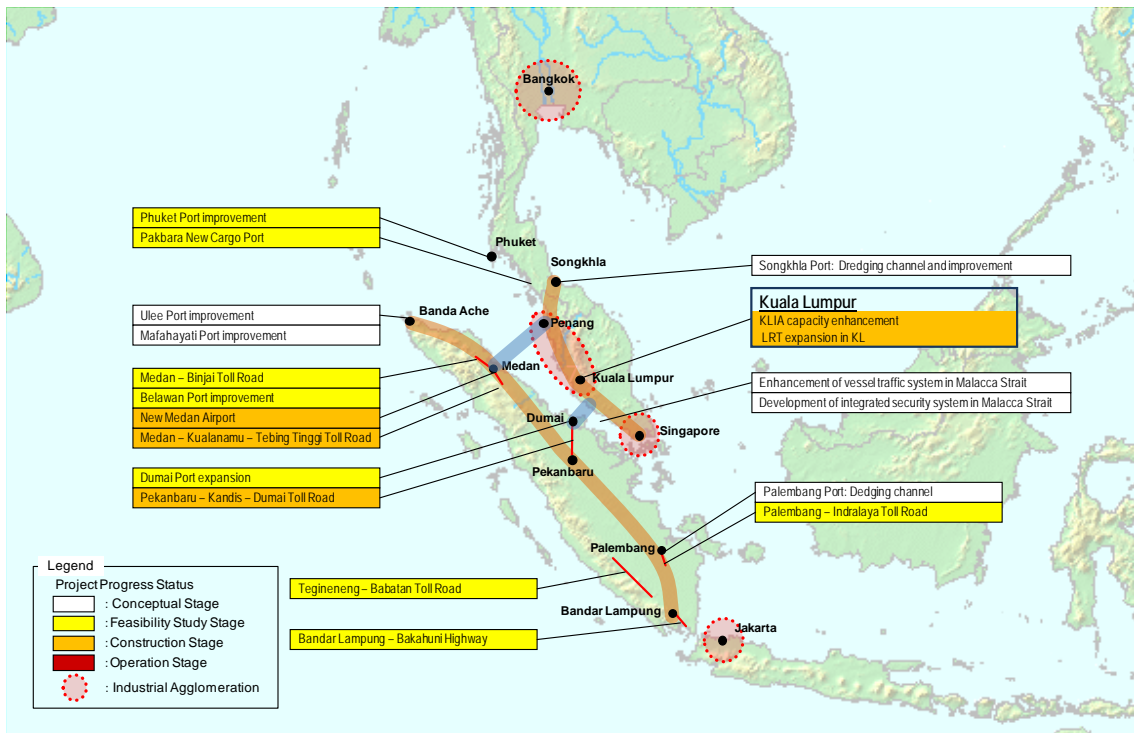 Bangkok
Phuket Port improvement
Pakbara New Cargo Port
Phuket
Songkhla
Songkhla Port: Dredging channel and improvement
Ulee Port improvement
Mafahayati Port improvement
Banda Ache
Penang
Kuala Lumpur
KLIA capacity enhancement
LRT expansion in KL
Medan – Binjai Toll Road
Belawan Port improvement
New Medan Airport
Medan – Kualanamu – Tebing Tinggi Toll Road
Medan
Kuala Lumpur
Enhancement of vessel traffic system in Malacca Strait
Development of integrated security system in Malacca Strait
Dumai
Singapore
Pekanbaru
Dumai Port expansion
Pekanbaru – Kandis – Dumai Toll Road
Palembang Port: Dedging channel
Palembang – Indralaya Toll Road
Palembang
Tegineneng – Babatan Toll Road
Bandar Lampung
Bandar Lampung – Bakahuni Highway
Jakarta
Legend
Project Progress Status
: Conceptual Stage
: Feasibility Study Stage
: Construction Stage
: Operation Stage
: Industrial Agglomeration